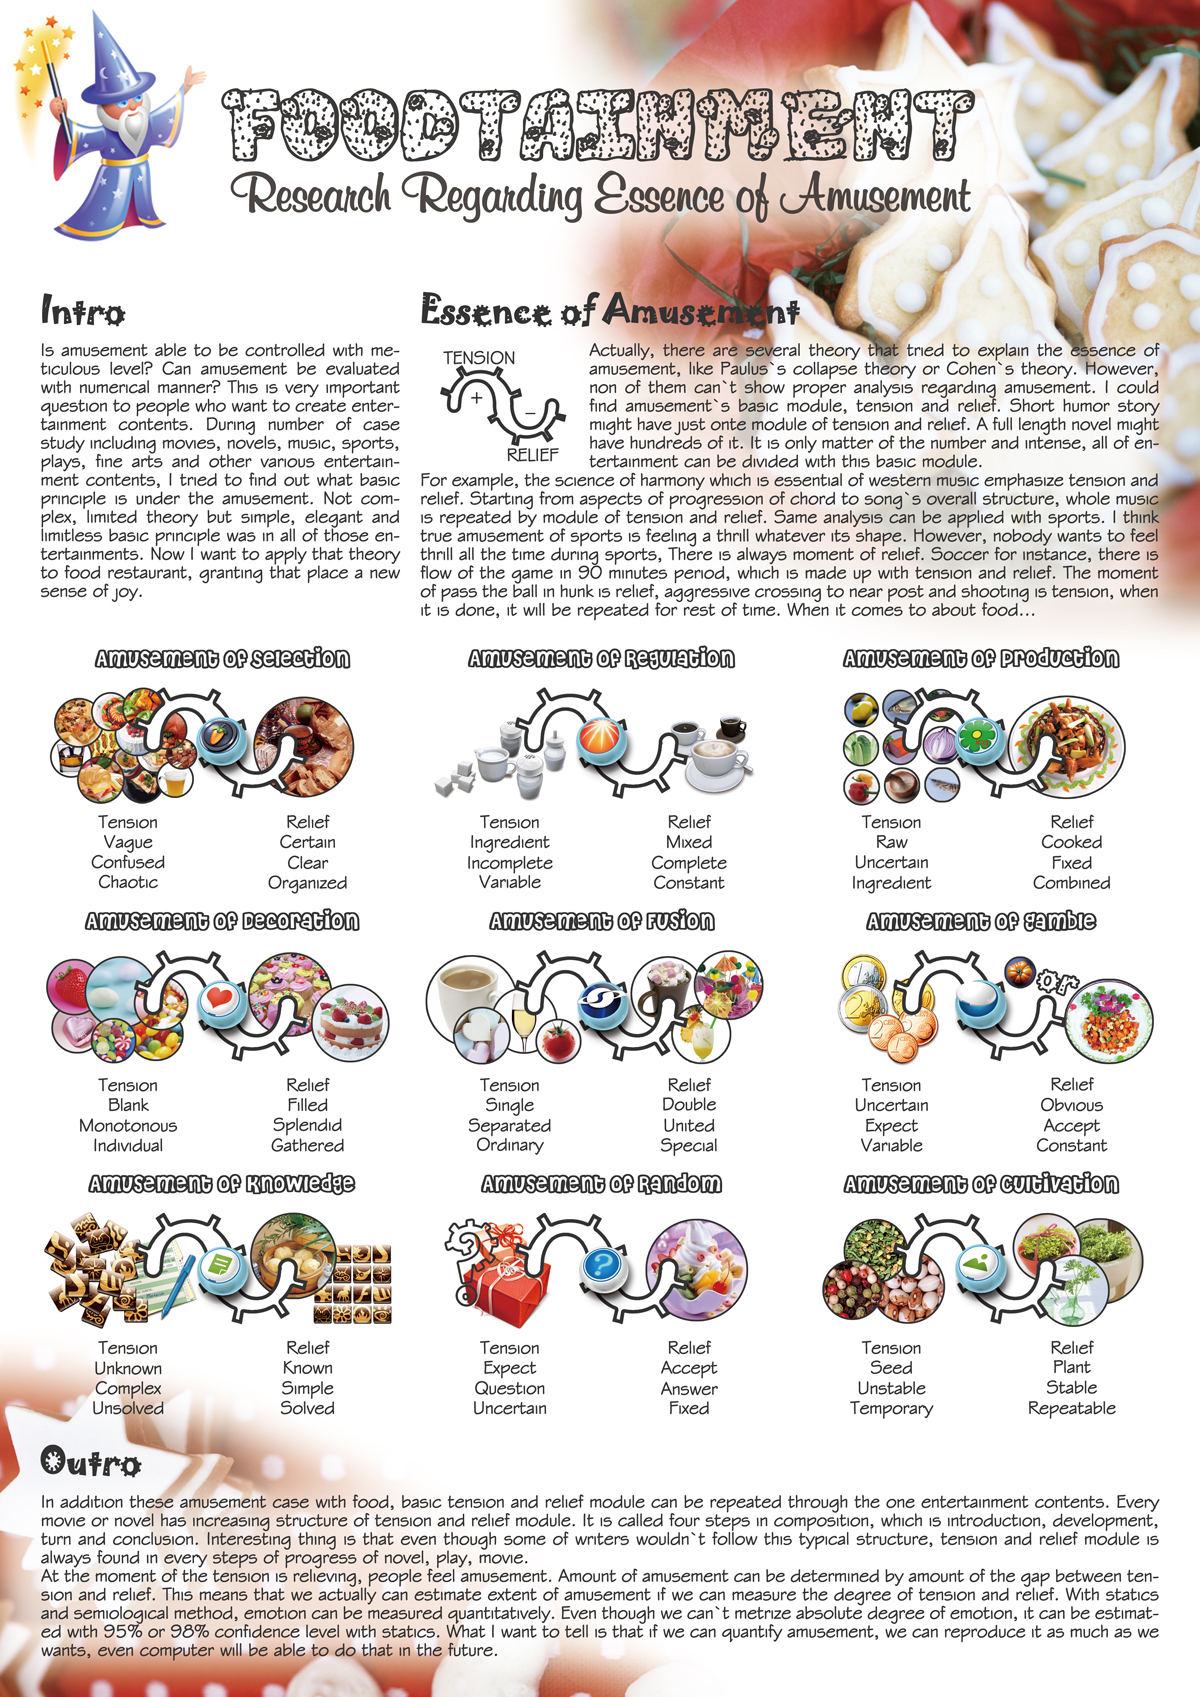 FOODTAINMENT
Research Regarding Essence of Amusement
Intro
Is amusement able to be controlled with me-
ticulous level? Can amusement be evaluated
with numerical manner? This is very important
question to people who want to create enter-
tainment contents. During number of case
study including movies, novels, music, sports,
plays, fine arts and other various entertain-
ment contents, I tried to find out what basic
principle is under the amusement. Not com-
plex, limited theory but simple, elegant and
limitless basic principle was in all of those en-
tertainments. Now I want to apply that theory
to food restaurant, granting that place a new
sense of joy.
Essence of Amusement
TENSION
+
-
RELIEF
Actually, there are several theory that tried to explain the essence of
amusement, like Paulus`s collapse theory or Cohen`s theory. However,
non of them can`t show proper analysis regarding amusement. I could
find amusement`s basic module, tension and relief. Short humor story
might have just onte module of tension and relief. A full length novel might
have hundreds of it. It is only matter of the number and intense, all of en-
tertainment can be divided with this basic module.
For example, the science of harmony which is essential of western music emphasize tension and
relief. Starting from aspects of progression of chord to song`s overall structure, whole music
is repeated by module of tension and relief. Same analysis can be applied with sports. I think
true amusement of sports is feeling a thrill whatever its shape. However, nobody wants to feel
thrill all the time during sports, There is always moment of relief. Soccer for instance, there is
flow of the game in 90 minutes period, which is made up with tension and relief. The moment
of pass the ball in hunk is relief, aggressive crossing to near post and shooting is tension, when
it is done, it will be repeated for rest of time. When it comes to about food...
Amusement of Selection
Tension
Vague
Confused
Chaotic
Relief
Certain
Clear
Organized
Amusement of Regulation
Tension
Ingredient
Incomplete
Variable
Relief
Mixed
Complete
Constant
Amusement of Production
Tension
Raw
Uncertain
Ingredient
Relief
Cooked
Fixed
Combined
Amusement of Decoration
Tension
Blank
Monotonous
Individual
Relief
Filled
Splendid
Gathered
Amusement of Fusion
Tension
Single
Separated
Ordinary
Relief
Double
United
Special
Amusement of Gamble
or
Tension
Uncertain
Expect
Variable
Relief
Obvious
Accept
Constant
Amusement of Knowledge
Tension
Unknown
Complex
Unsolved
Relief
Known
Simple
Solved
Amusement of Random
?
?
Tension
Expect
Question
Uncertain
Relief
Accept
Answer
Fixed
Amusement of Cultivation
Tension
Seed
Unstable
Temporary
Relief
Plant
Stable
Repeatable
Outro
In addition these amusement case with food, basic tension and relief module can be repeated through the one entertainment contents. Every
movie or novel has increasing structure of tension and relief module. It is called four steps in composition, which is introduction, development,
turn and conclusion. Interesting thing is that even though some of writers wouldn`t follow this typical structure, tension and relief module is
always found in every steps of progress of novel, play, movie.
At the moment of the tension is relieving, people feel amusement. Amount of amusement can be determined by amount of the gap between ten-
sion and relief. This means that we actually can estimate extent of amusement if we can measure the degree of tension and relief. With statics
and semiological method, emotion can be measured quantitatively. Even though we can`t metrize absolute degree of emotion, it can be estimat-
ed with 95% or 98% confidence level with statics. What I want to tell is that if we can quantify amusement, we can reproduce it as much as we
wants, even computer will be able to do that in the future.